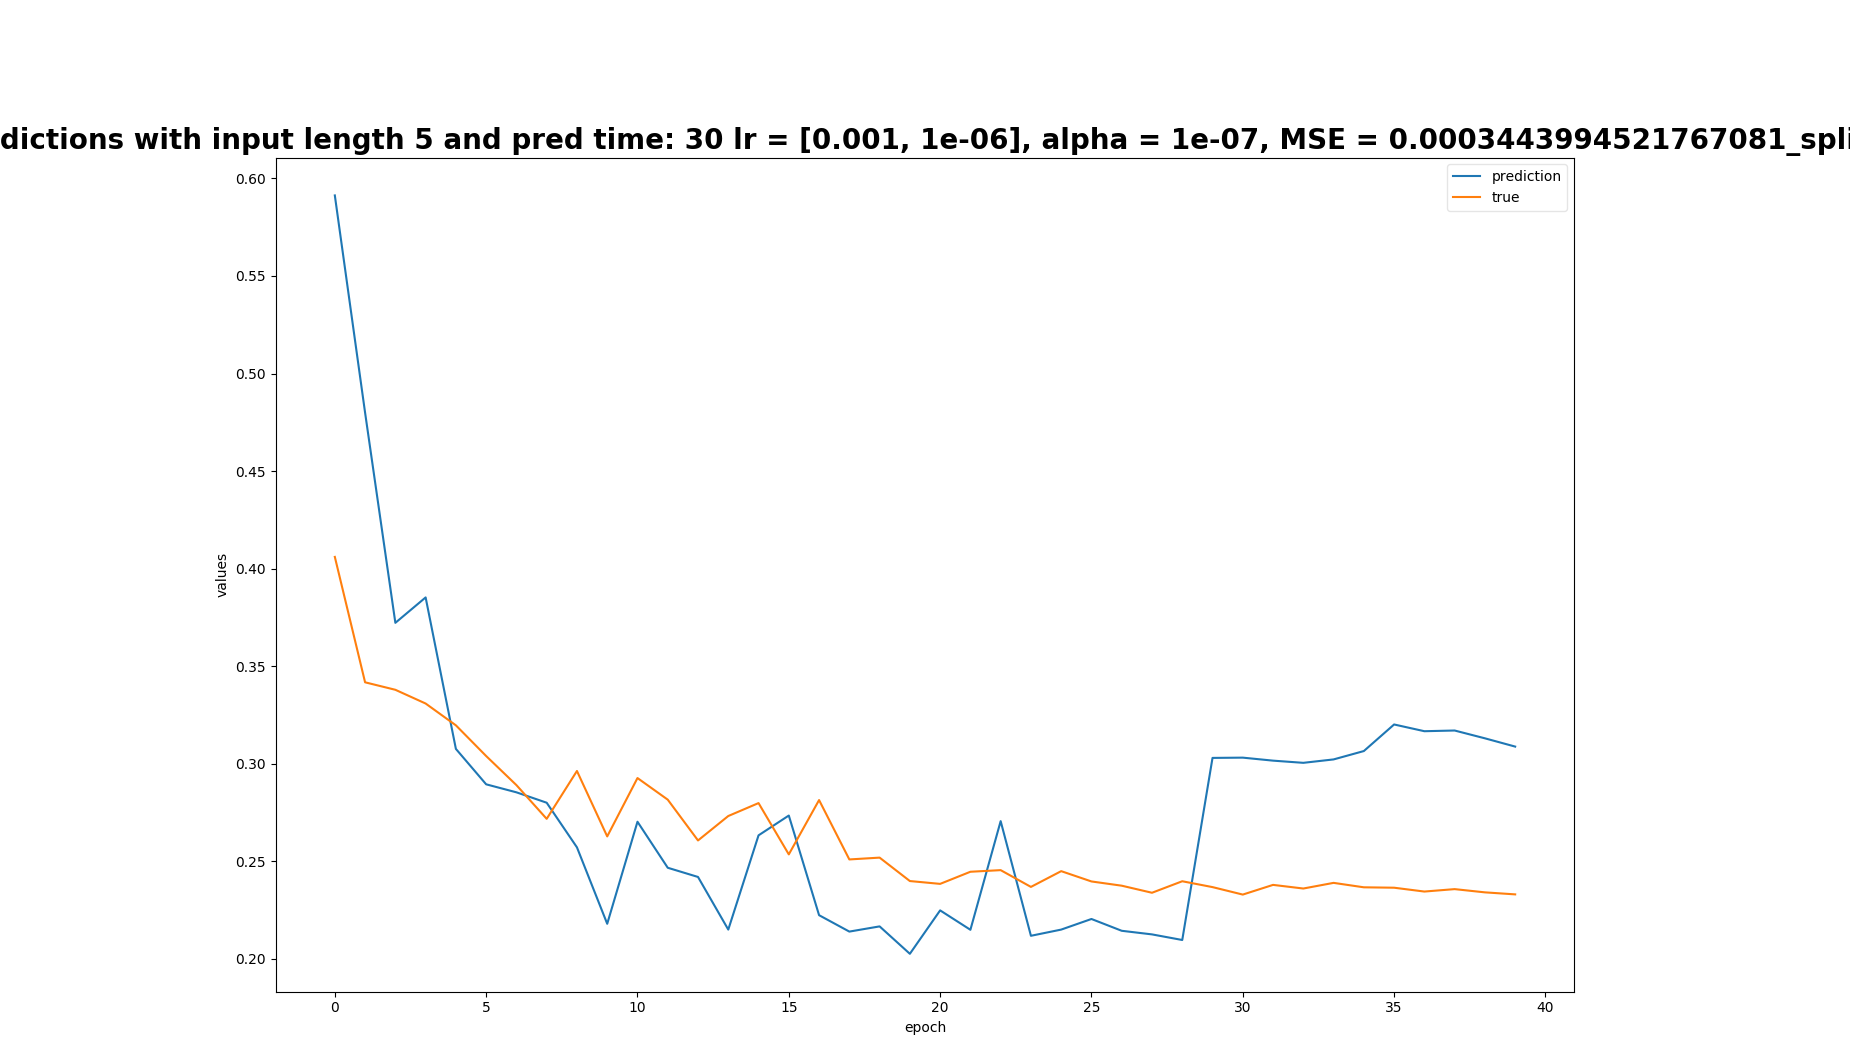 dictions with input length 5 and pred time: 30 lr = [0.001, 1e-06], alpha = 1e-07, MSE = 0.0003443994521767081_spli
prediction
true
0.60
0.55
0.50
0.45
0.40
0.35
0.30
0.25
0.20
values
0 5 10 15 20 25 30 35 40
epoch